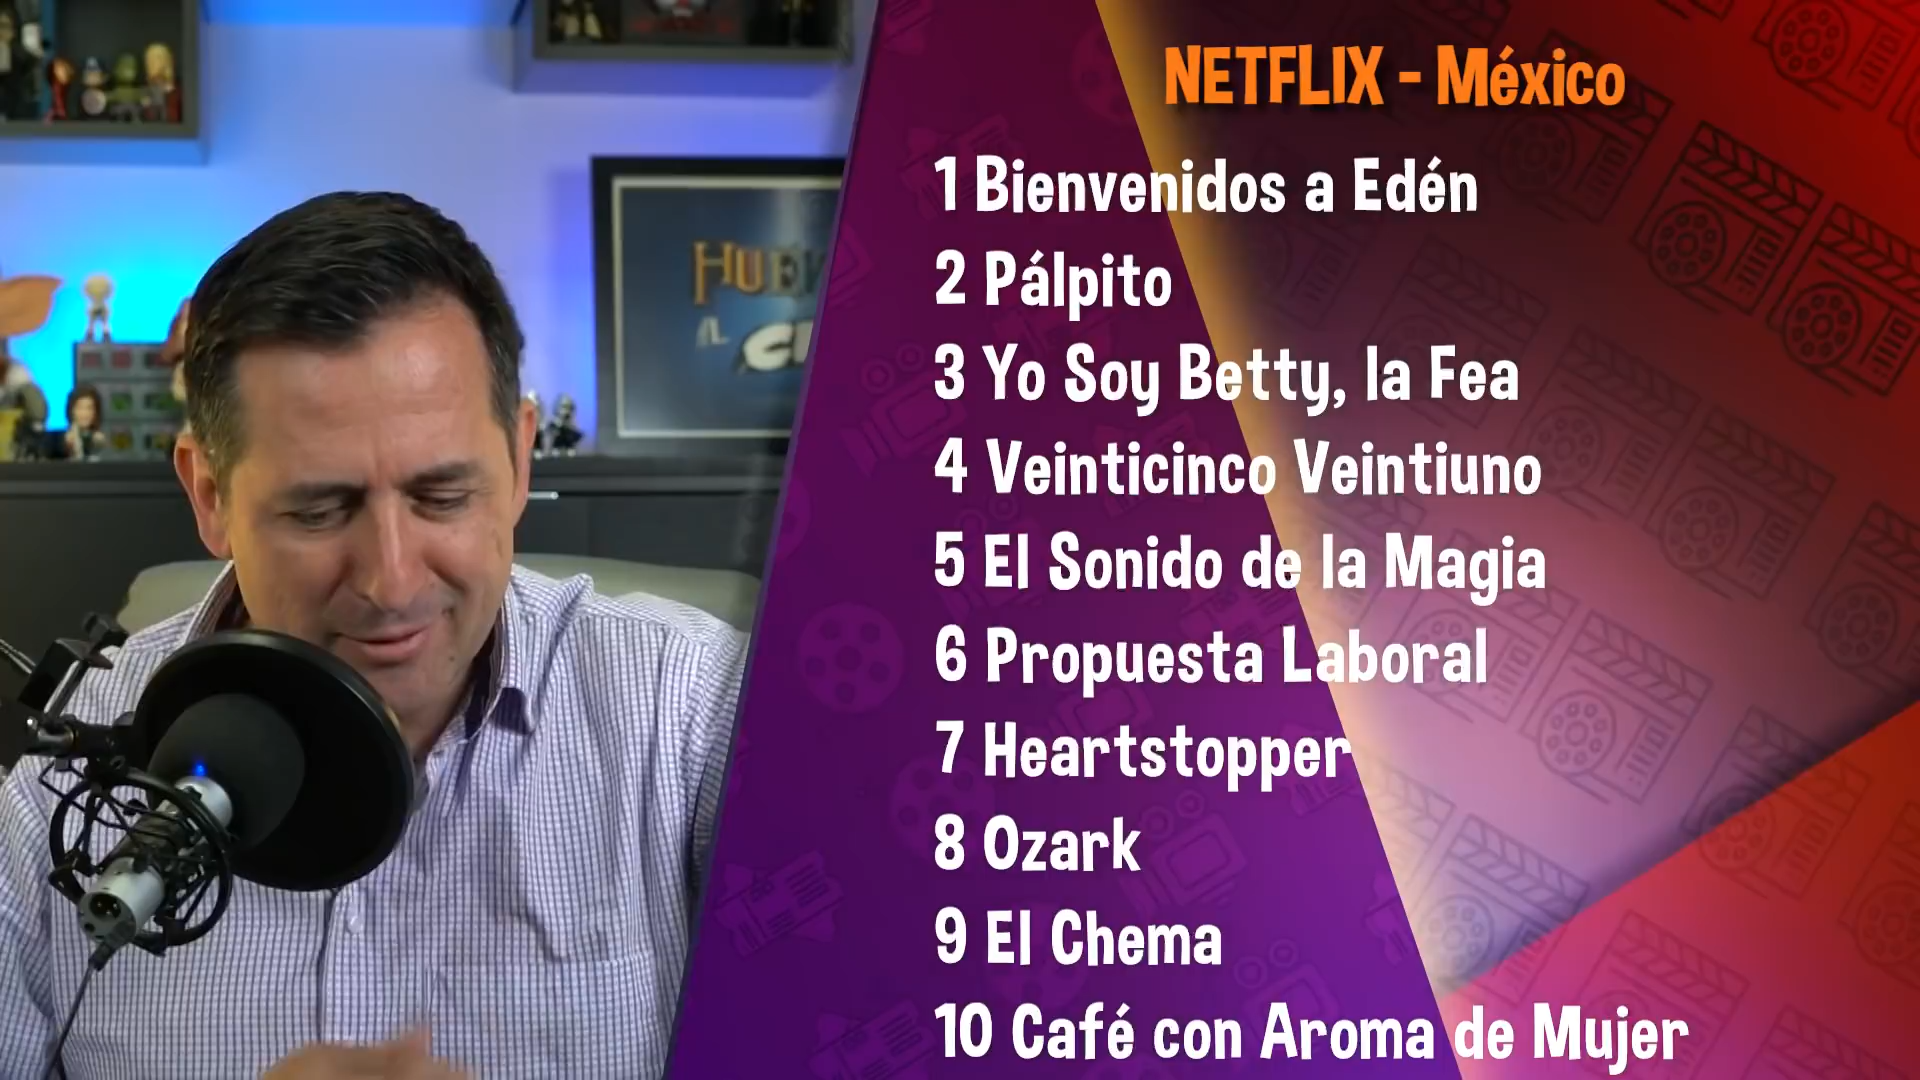 NETFLIX - México
1 Bienvenidos a Edén
2 Pálpito
3 Yo Soy Betty, la Fea
4 Veinticinco Veintiuno
5 El Sonido de la Magia
6 Propuesta Laboral
7 Heartstopper
8 Ozark
9 El Chema
10 Café con Aroma de Mujer
AL